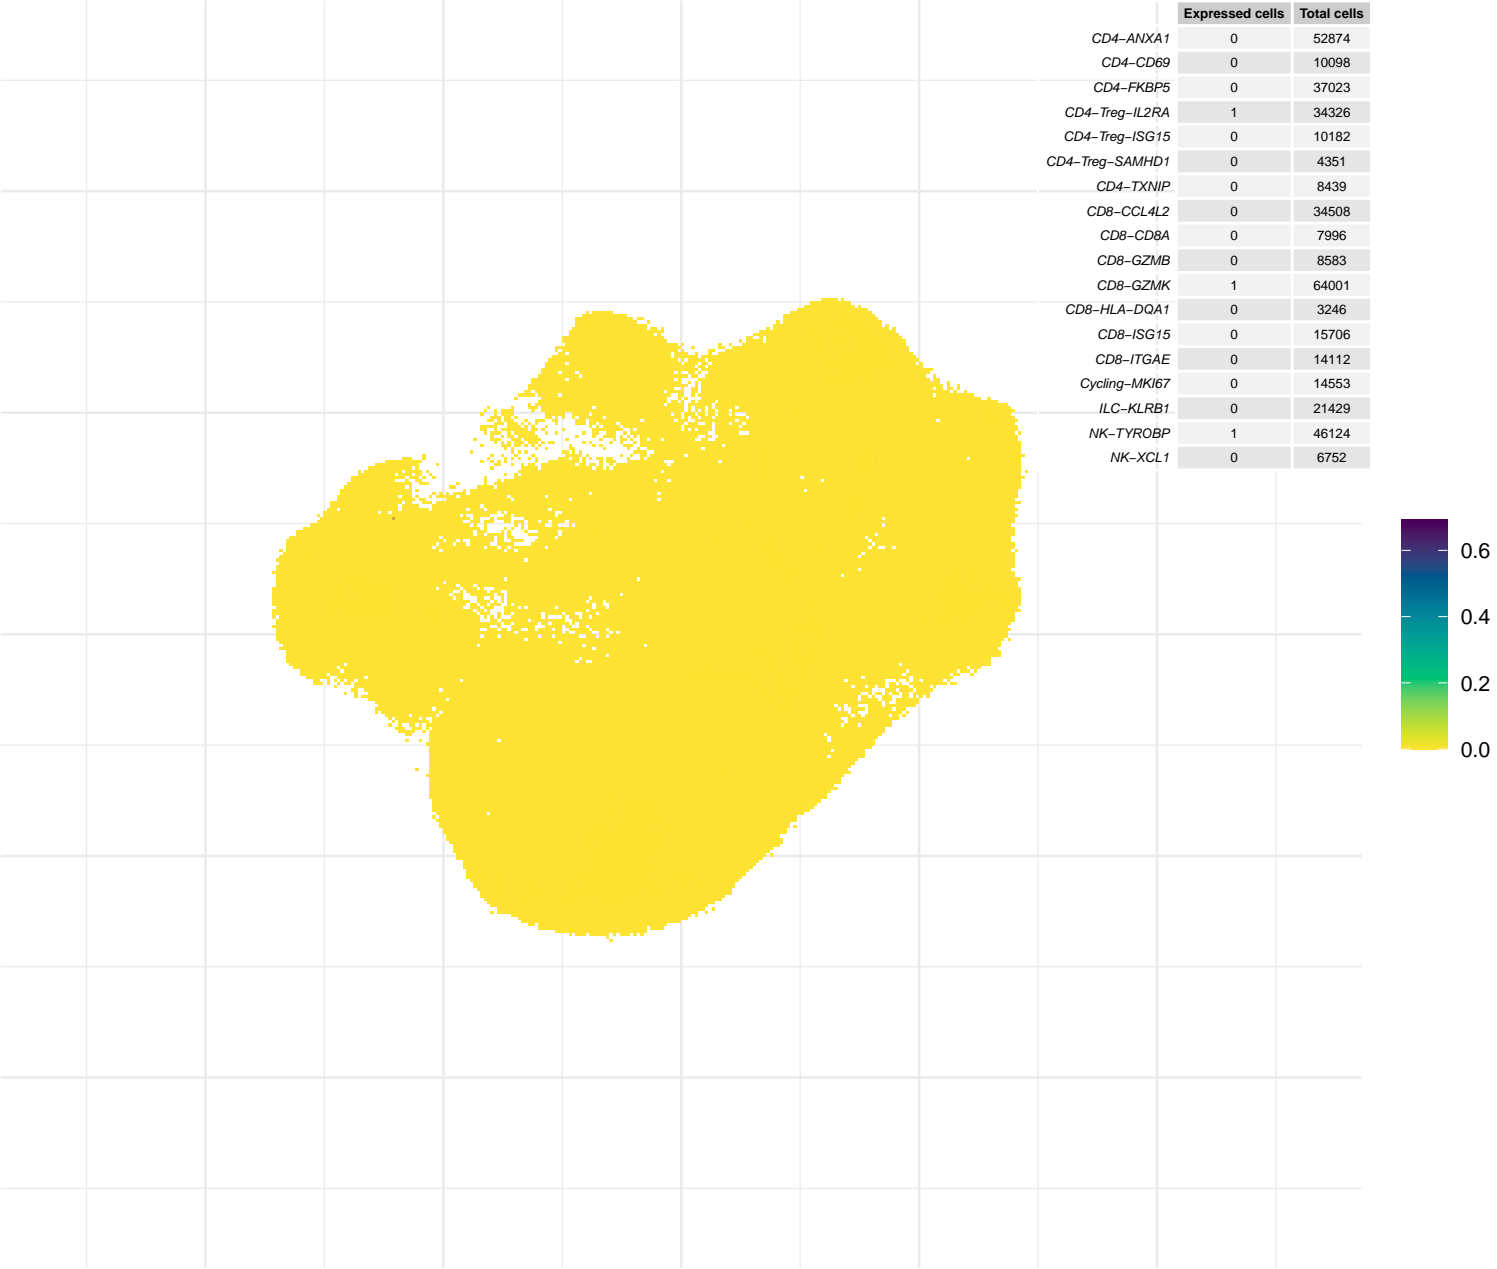 Expressed cells Total cells
CD4−ANXA1 0 52874
CD4−CD69 0 10098
CD4−FKBP5 0 37023
CD4−Treg−IL2RA 1 34326
CD4−Treg−ISG15 0 10182
CD4−Treg−SAMHD1 0 4351
CD4−TXNIP 0 8439
CD8−CCL4L2 0 34508
CD8−CD8A 0 7996
CD8−GZMB 0 8583
CD8−GZMK 1 64001
CD8−HLA−DQA1 0 3246
CD8−ISG15 0 15706
CD8−ITGAE 0 14112
Cycling−MKI67 0 14553
ILC−KLRB1 0 21429
NK−TYROBP 1 46124
NK−XCL1 0 6752
0.6
0.4
0.2
0.0